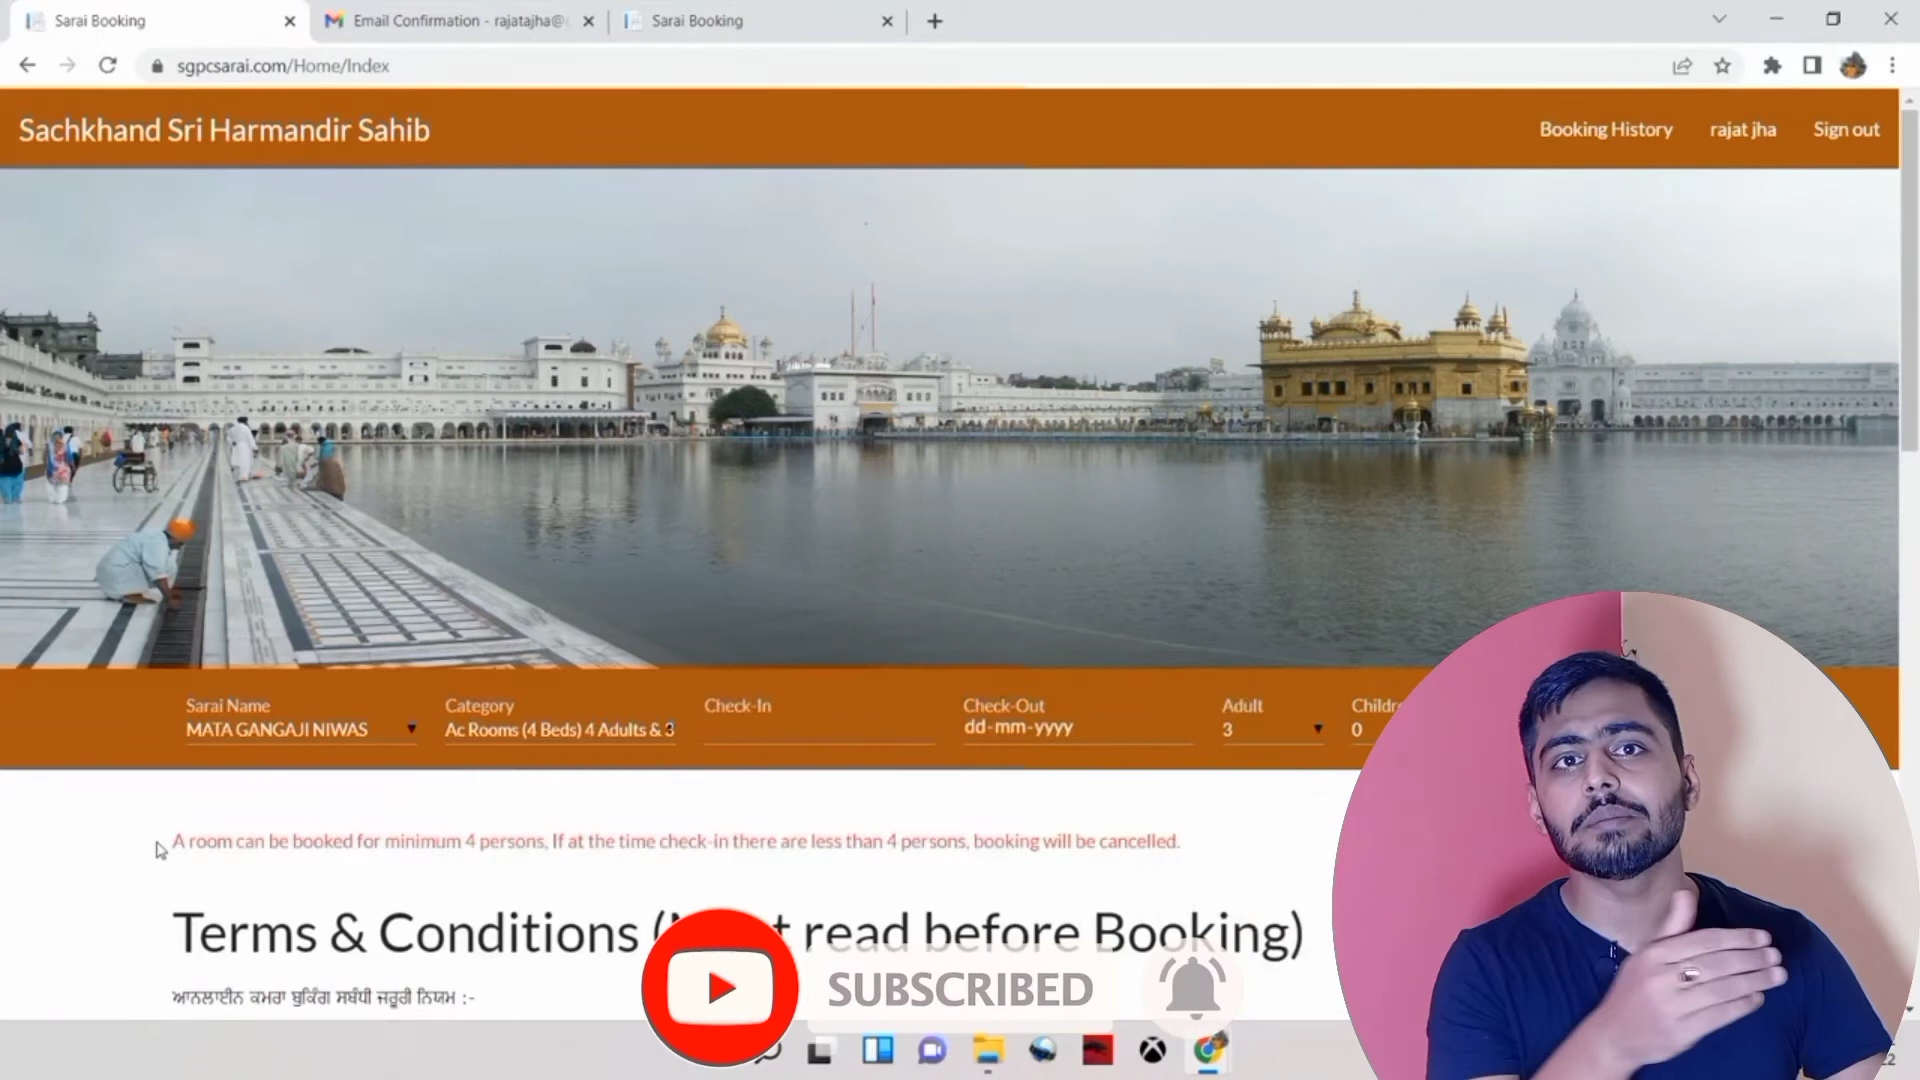 Sarai Booking
Email Confirmation - rajatajha@
Sarai Booking
sgpcsarai.com/Home/Index
Sachkhand Sri Harmandir Sahib
Booking History
rajat jha
Sign out
Sarai Name
Category
Check-In
Check-Out
Adult
MATA GANGAJI NIWAS
Ac Rooms (4 Beds) 4 Adults & 3
dd-mm-yyyy
3
0
A room can be booked for minimum 4 persons, If at the time check-in there are less than 4 persons, booking will be cancelled.
Terms & Conditions ( read before Booking)
ਆਨਲਾਈਨ ਕਮਰਾ ਬੁਕਿੰਗ ਸਬੰਧੀ ਜਰੂਰੀ ਨਿਯਮ :-
SUBSCRIBED